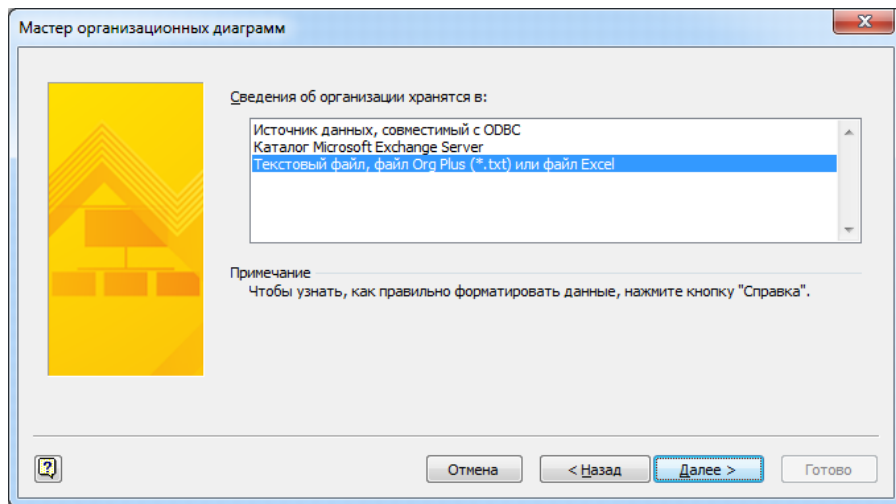 Мастер организационных диаграмм
Сведения об организации хранятся в:
Источник данных, совместимый с ODBC
Каталог Microsoft Exchange Server
Текстовый файл, файл Org Plus (*.txt) или файл Excel
Примечание
Чтобы узнать, как правильно форматировать данные, нажмите кнопку "Справка".
?
Отмена
< Назад
Далее >
Готово